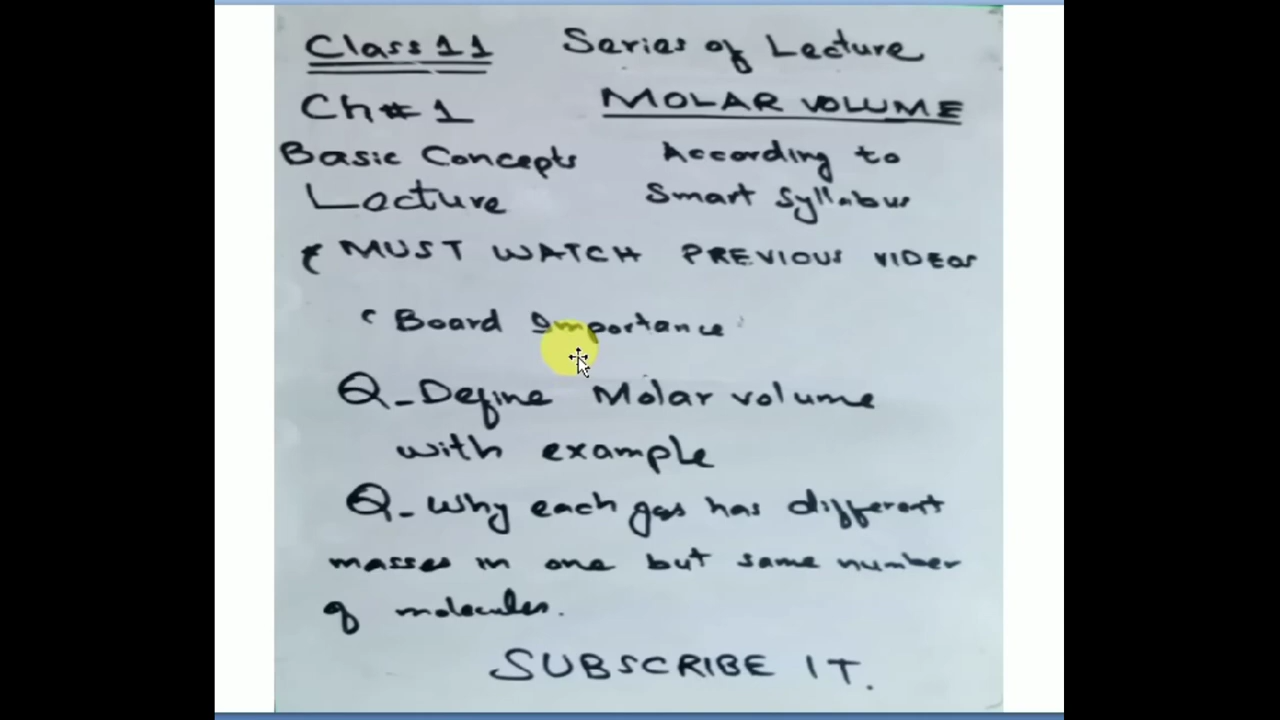 Class 11 Series of Lecture
Ch# 1 MOLAR VOLUME
Basic Concepts According to
Lecture Smart Syllabus
MUST WATCH PREVIOUS VIDEOS
Board Importance
Q-Define Molar volume
with example
Q-Why each gas has different
masses in one but same number
of molecules.
SUBSCRIBE IT.